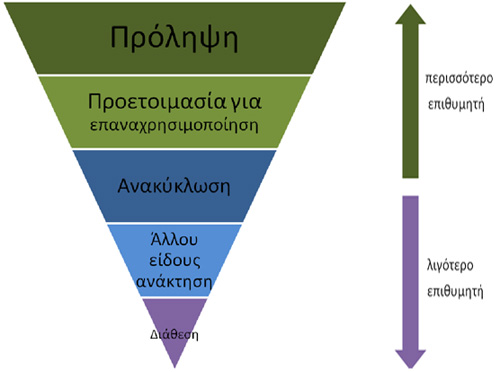 Πρόληψη
Προετοιμασία για
επαναχρησιμοποίηση
Ανακύκλωση
Άλλου
είδους
ανάκτηση
Διάθεση
περισσότερο
επιθυμητή
λιγότερο
επιθυμητή